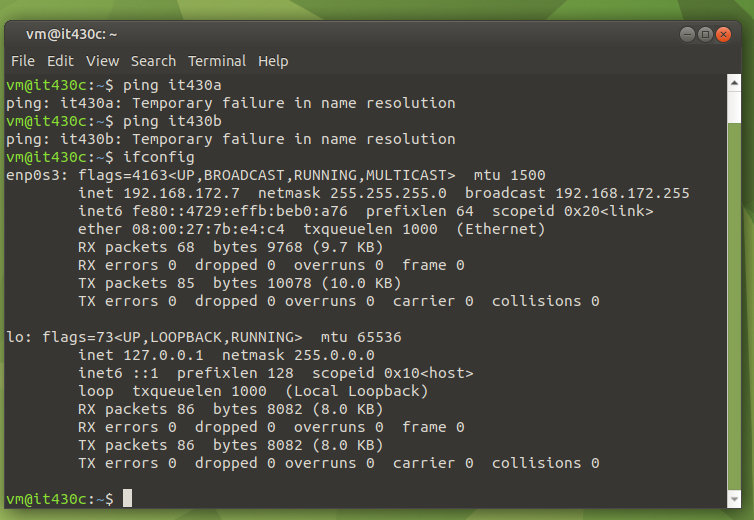 vm@it430c: ~
File Edit View Search Terminal Help
vm@it430c:~$ ping it430a
ping: it430a: Temporary failure in name resolution
vm@it430c:~$ ping it430b
ping: it430b: Temporary failure in name resolution
vm@it430c:~$ ifconfig
enp0s3: flags=4163<UP,BROADCAST,RUNNING,MULTICAST>  mtu 1500
        inet 192.168.172.7  netmask 255.255.255.0  broadcast 192.168.172.255
        inet6 fe80::4729:effb:beb0:a76  prefixlen 64  scopeid 0x20<link>
        ether 08:00:27:7b:e4:c4  txqueuelen 1000  (Ethernet)
        RX packets 68  bytes 9768 (9.7 KB)
        RX errors 0  dropped 0  overruns 0  frame 0
        TX packets 85  bytes 10078 (10.0 KB)
        TX errors 0  dropped 0 overruns 0  carrier 0  collisions 0

lo: flags=73<UP,LOOPBACK,RUNNING>  mtu 65536
        inet 127.0.0.1  netmask 255.0.0.0
        inet6 ::1  prefixlen 128  scopeid 0x10<host>
        loop  txqueuelen 1000  (Local Loopback)
        RX packets 86  bytes 8082 (8.0 KB)
        RX errors 0  dropped 0  overruns 0  frame 0
        TX packets 86  bytes 8082 (8.0 KB)
        TX errors 0  dropped 0 overruns 0  carrier 0  collisions 0

vm@it430c:~$